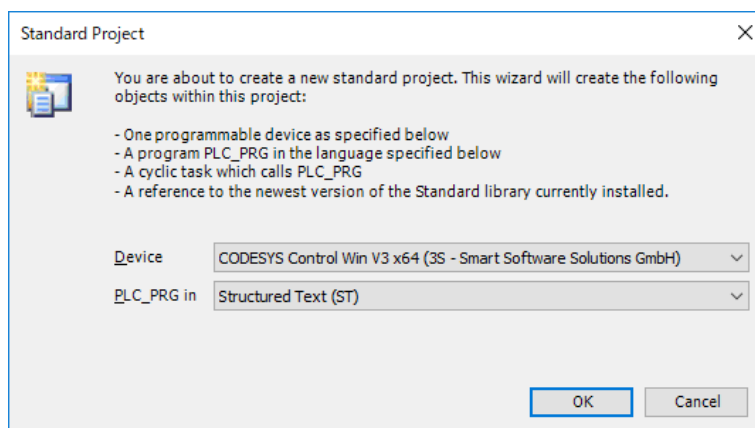 Standard Project
You are about to create a new standard project. This wizard will create the following
objects within this project:
- One programmable device as specified below
- A program PLC_PRG in the language specified below
- A cyclic task which calls PLC_PRG
- A reference to the newest version of the Standard library currently installed.
Device CODESYS Control Win V3 x64 (3S - Smart Software Solutions GmbH)
PLC_PRG in Structured Text (ST)
OK Cancel